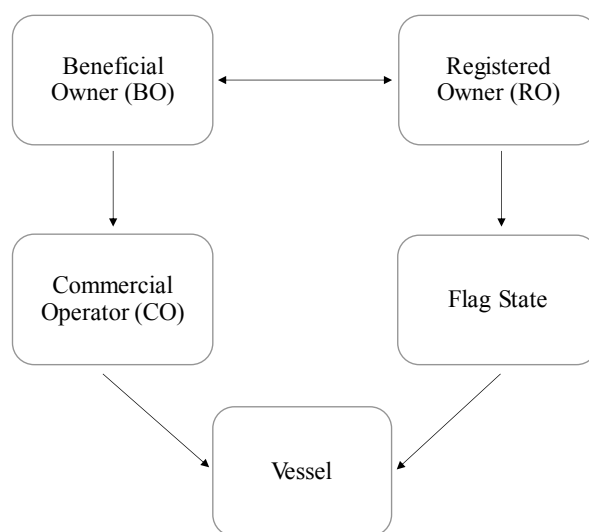 Beneficial
Owner (BO)
Registered
Owner (RO)
Commercial
Operator (CO)
Flag State
Vessel